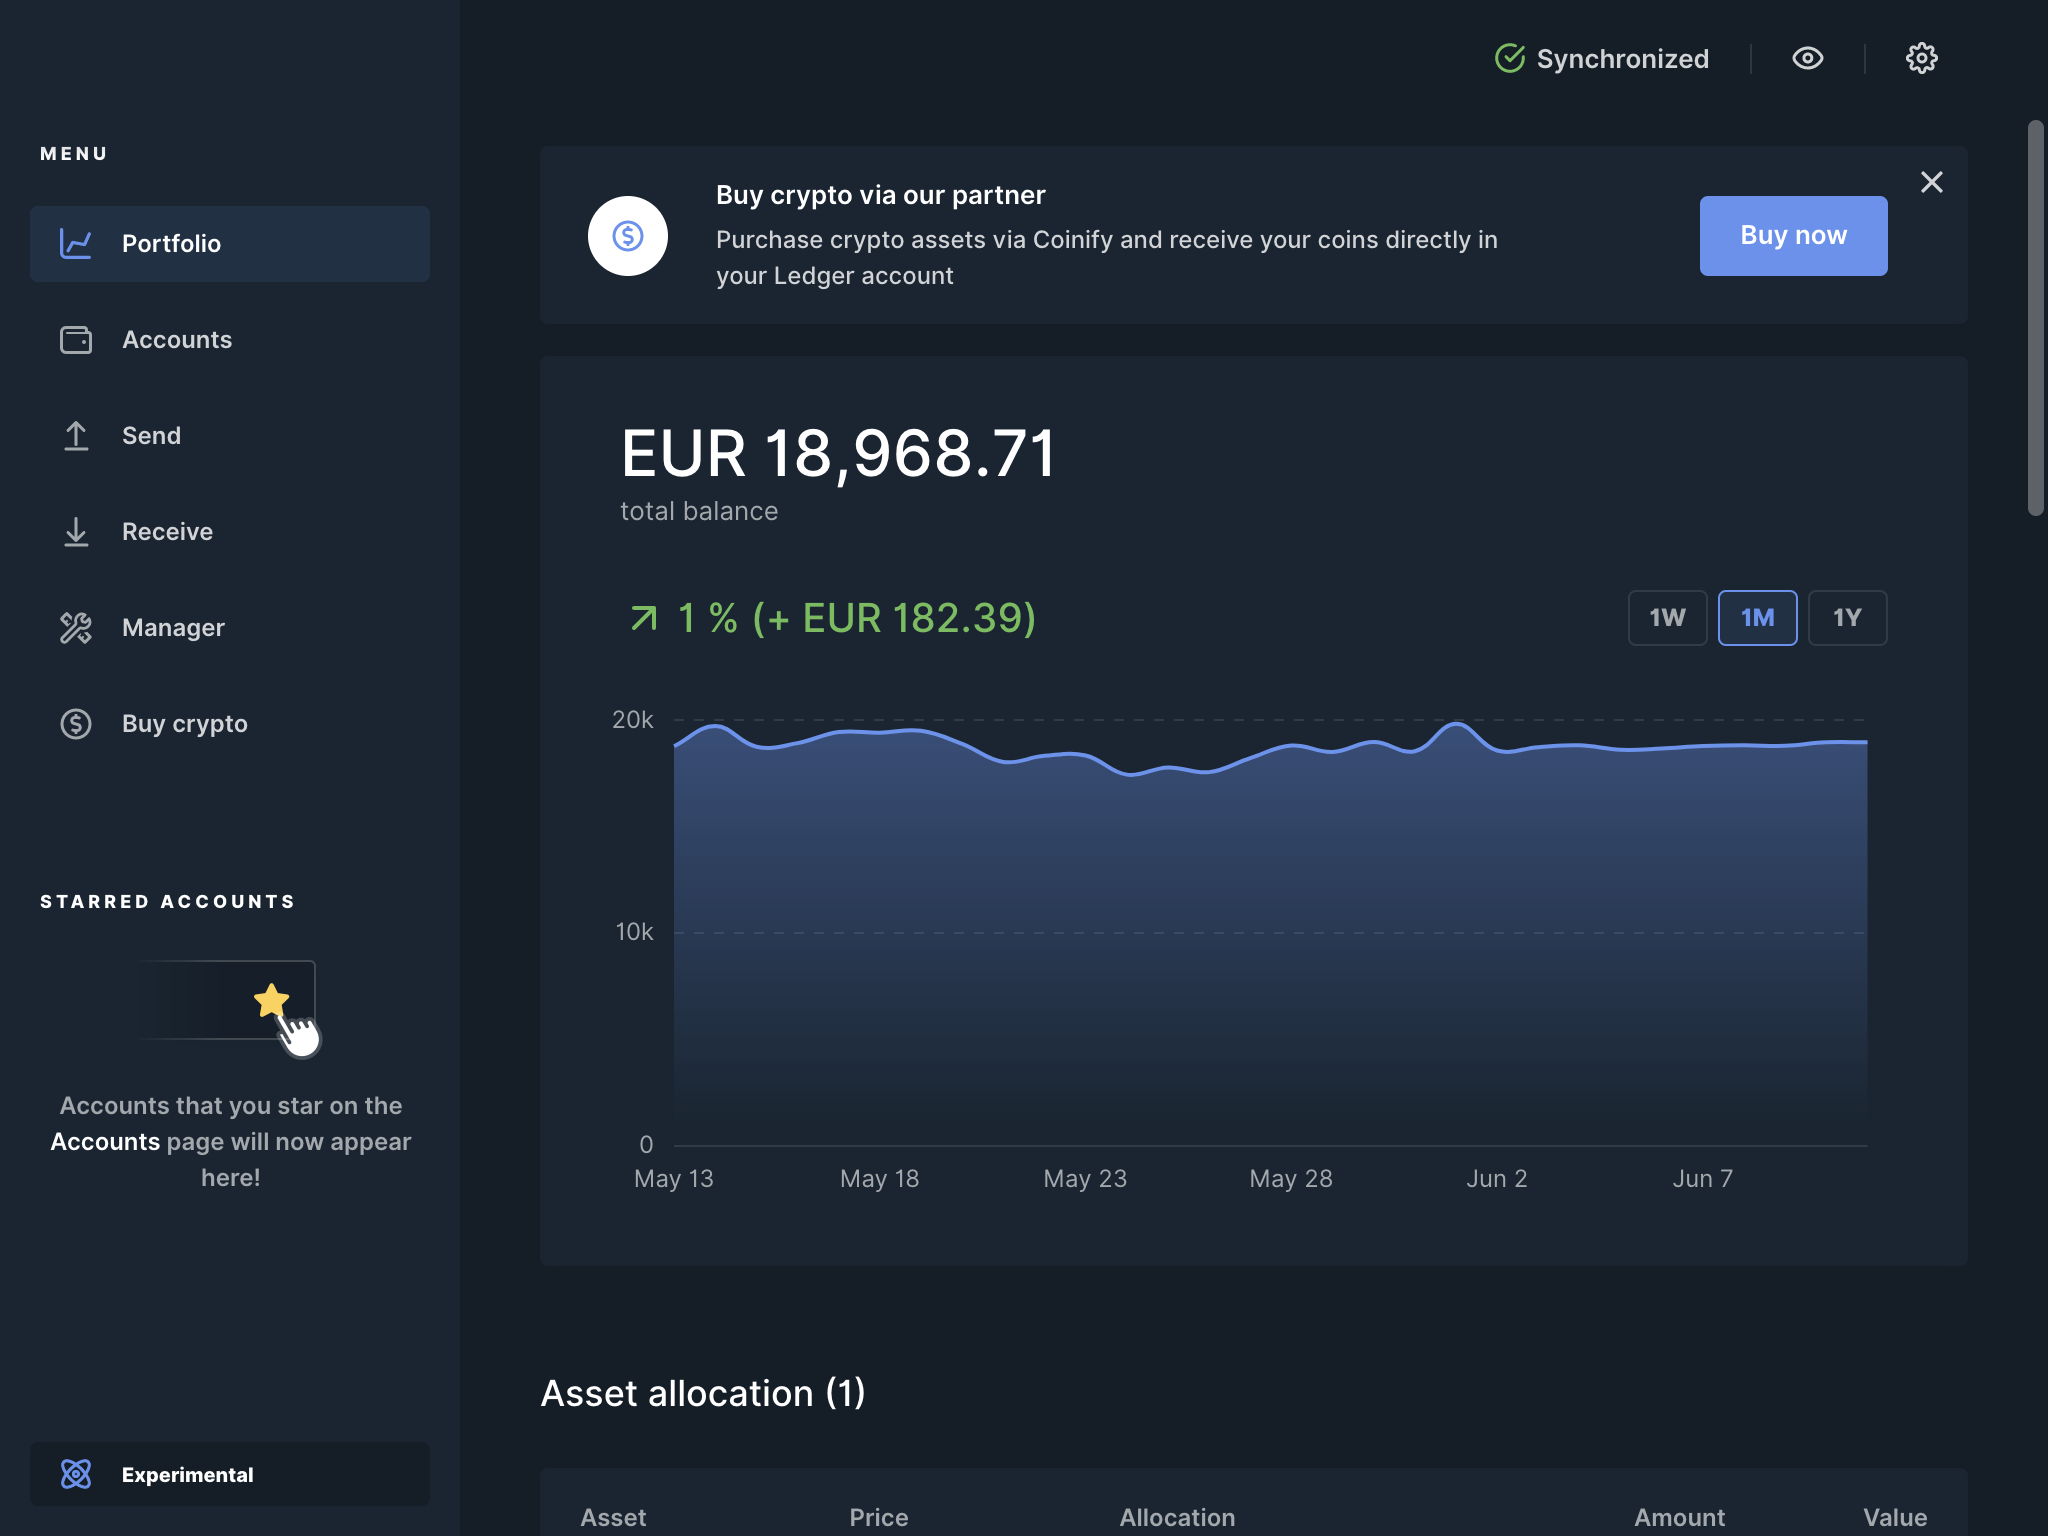 Synchronized
MENU
Portfolio
Accounts
Send
Receive
Manager
Buy crypto
STARRED ACCOUNTS
Accounts that you star on the
Accounts page will now appear
here!
Experimental
Buy crypto via our partner
Purchase crypto assets via Coinify and receive your coins directly in
your Ledger account
Buy now
EUR 18,968.71
total balance
1 % (+ EUR 182.39)
1W 1M 1Y
20k
10k
0
May 13 May 18 May 23 May 28 Jun 2 Jun 7
Asset allocation (1)
Asset Price Allocation Amount Value